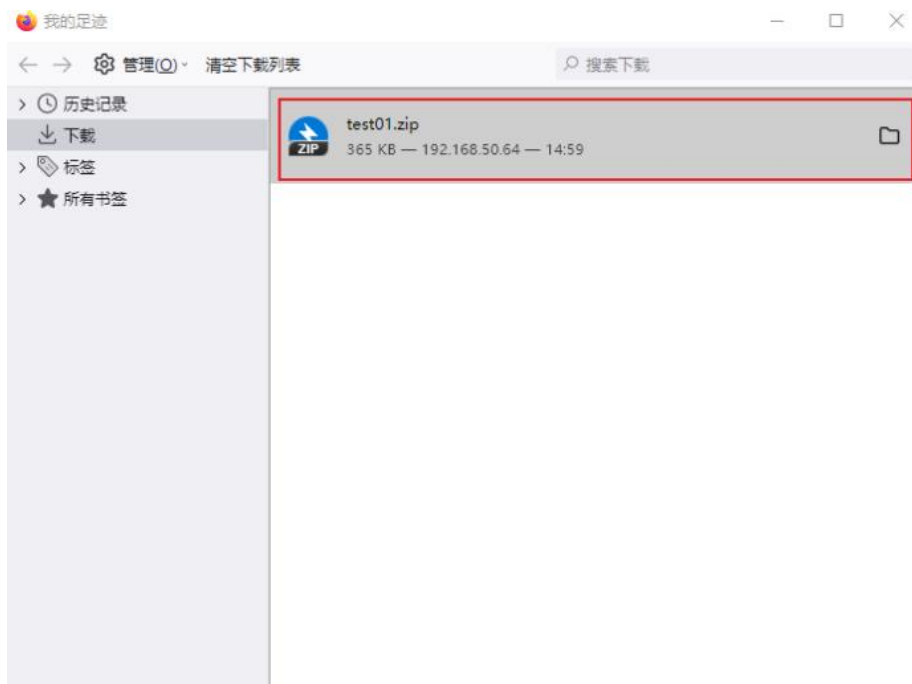 我的足迹
管理(O) 清空下载列表 搜索下载
历史记录
下载
标签
所有书签
test01.zip
ZIP
365 KB — 192.168.50.64 — 14:59